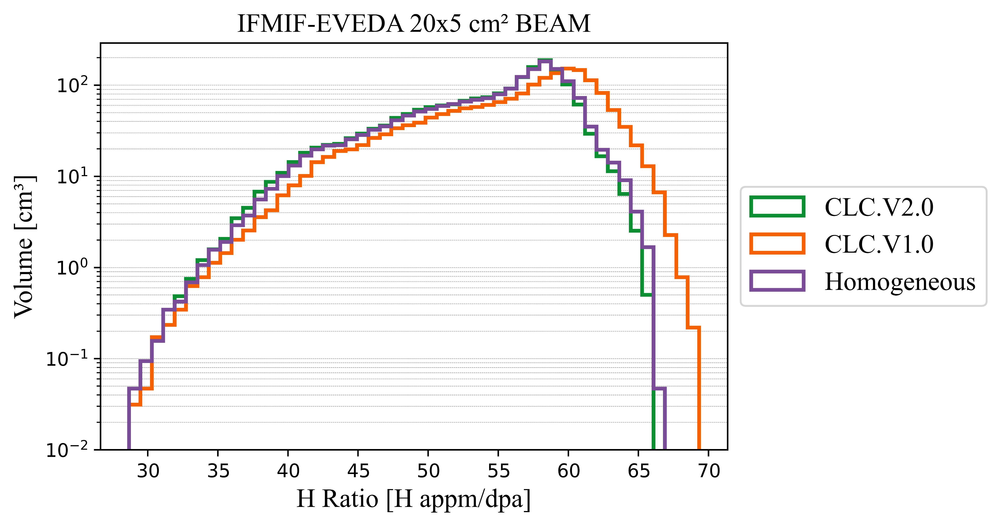 IFMIF-EVEDA 20x5 cm² BEAM
Volume [cm³]
10²
10¹
10⁰
10⁻¹
10⁻²
30 35 40 45 50 55 60 65 70
H Ratio [H appm/dpa]
CLC.V2.0
CLC.V1.0
Homogeneous